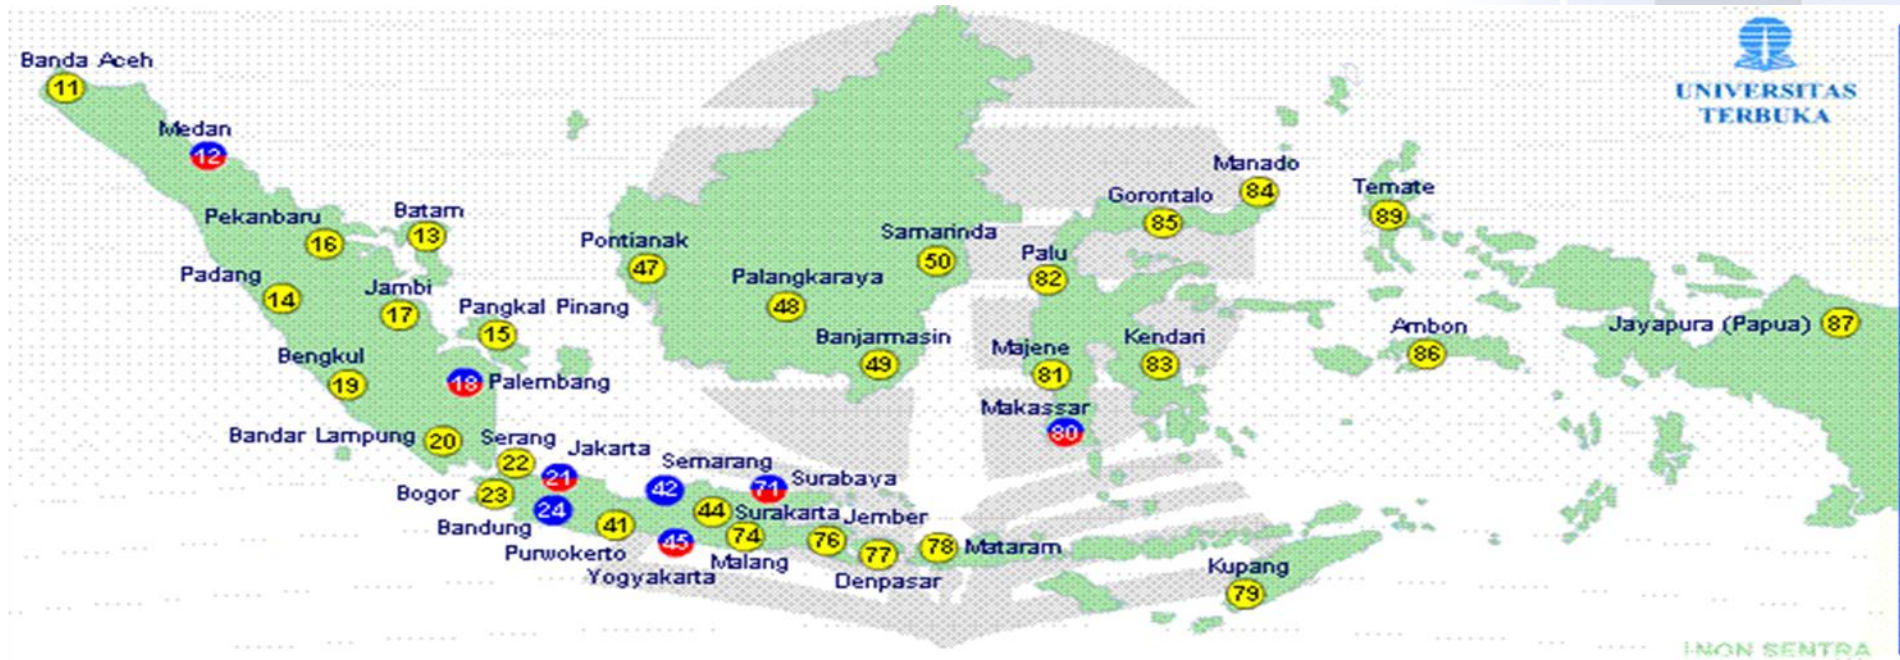 UNIVERSITAS
TERBUKA
Banda Aceh
11
Medan
12
Pekanbaru
16
Batam
13
Padang
14
Jambi
17
Pangkal Pinang
15
Bengkul
19
18 Palembang
Bandar Lampung 20
Serang
22
Jakarta
21
Bogor 23
Bandung
24
Purwokerto
41
Semarang
42
Yogyakarta
45
44
Surakarta
71 Surabaya
74
Malang
Jember
76
77
Denpasar
78 Mataram
Kupang
79
Pontianak
47
Palangkaraya
48
Banjarmasin
49
Samarinda
50
Palu
82
Majene
81
Makassar
80
Kendari
83
Gorontalo
85
Manado
84
Ternate
89
Ambon
86
Jayapura (Papua) 87
NON SENTRA